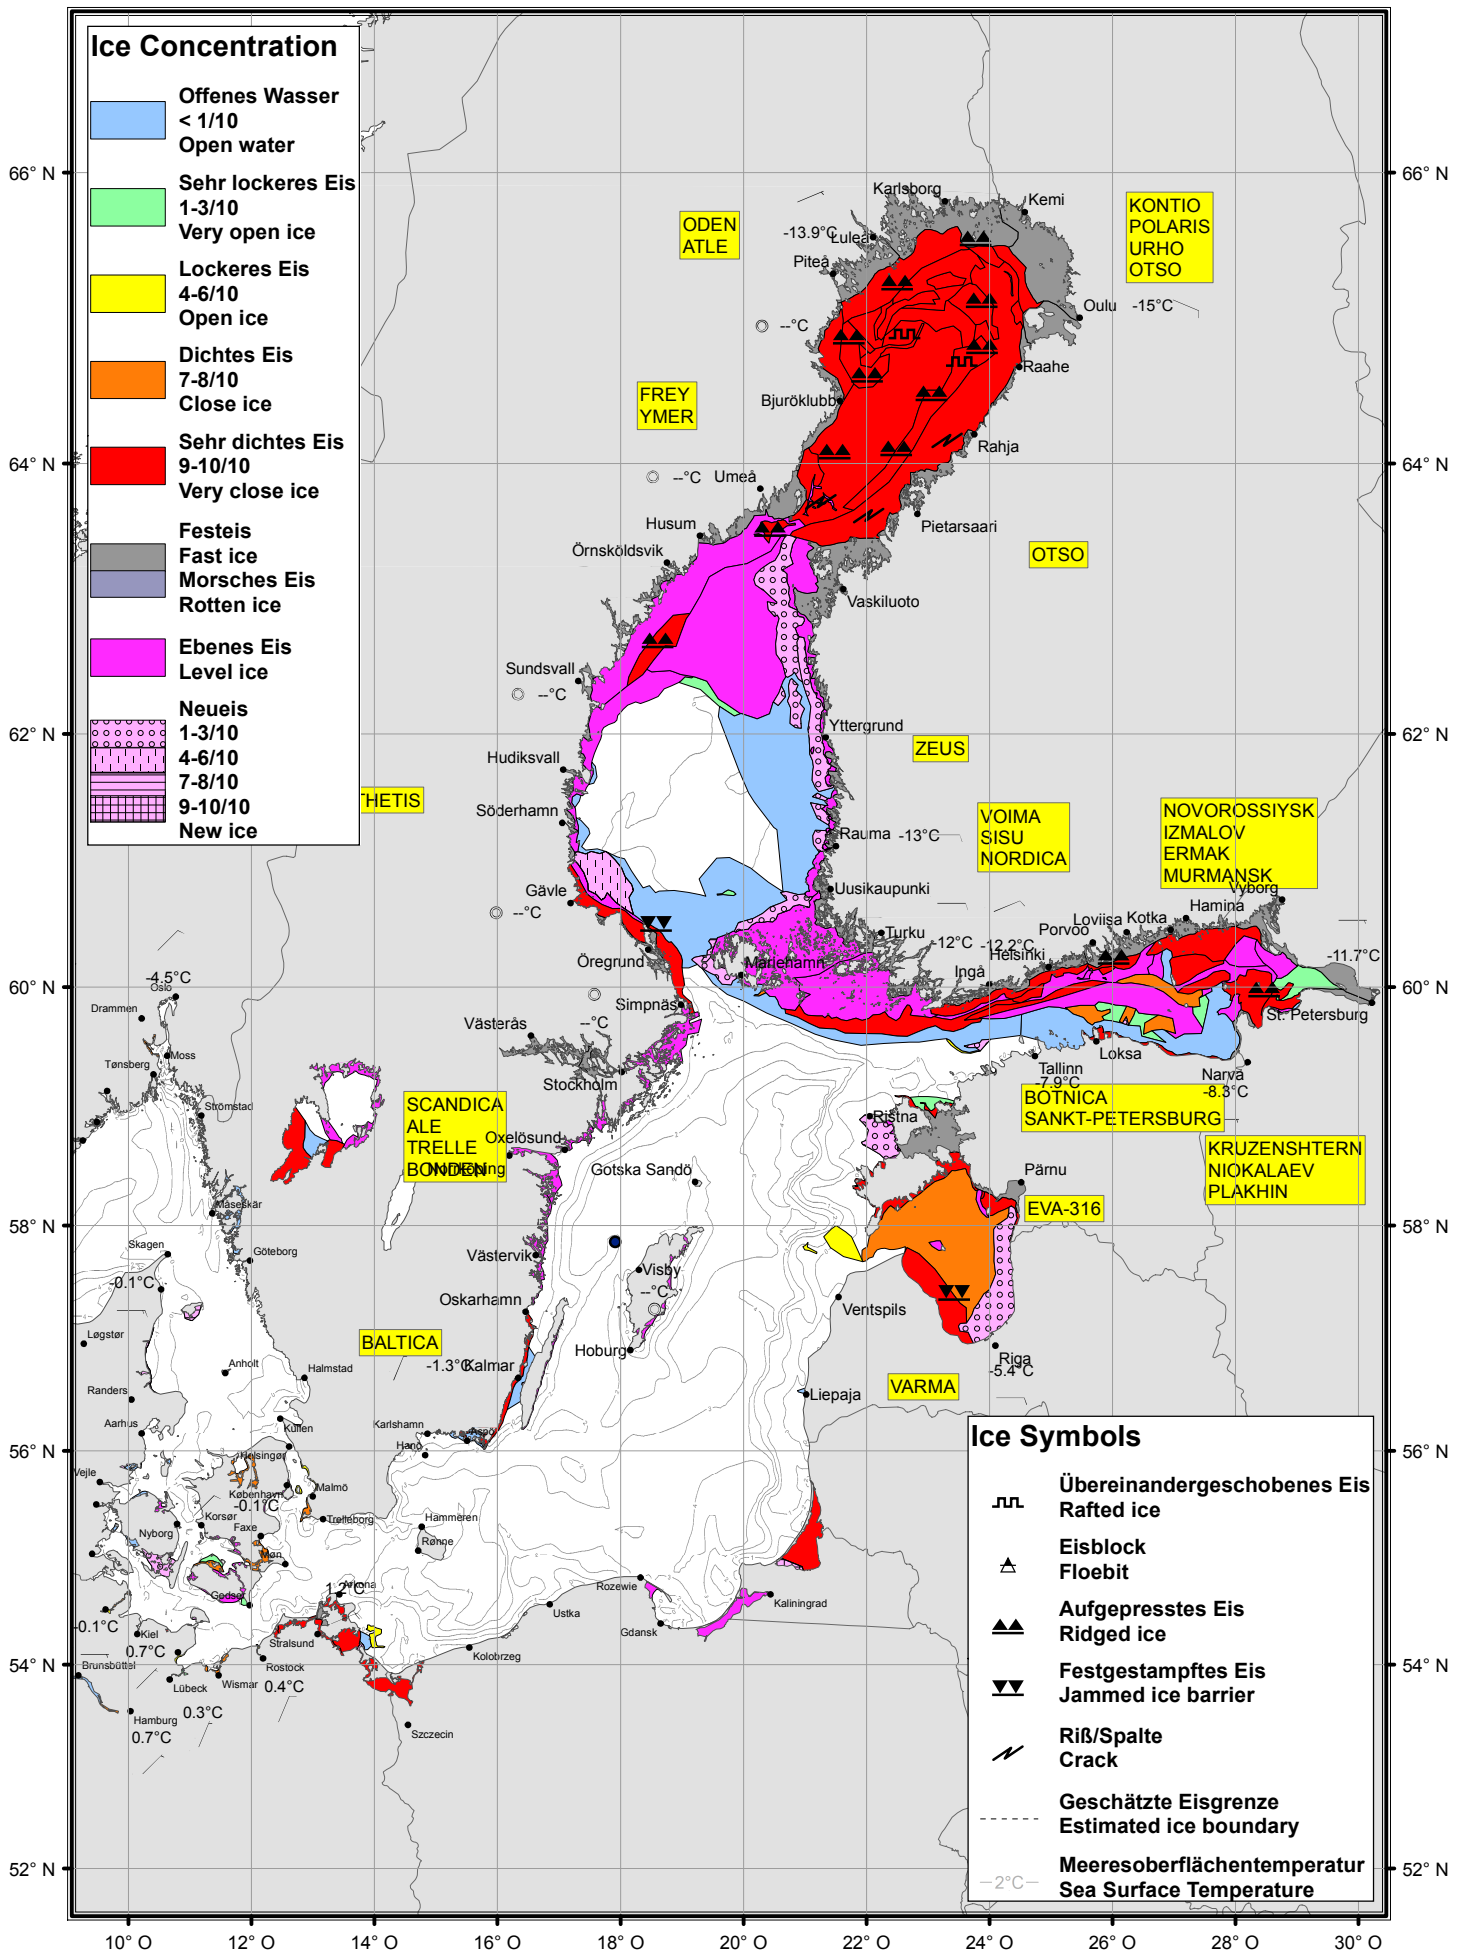 Ice Concentration
Offenes Wasser
< 1/10
Open water
Sehr lockeres Eis
1-3/10
Very open ice
Lockeres Eis
4-6/10
Open ice
Dichtes Eis
7-8/10
Close ice
Sehr dichtes Eis
9-10/10
Very close ice
Festeis
Fast ice
Morsches Eis
Rotten ice
Ebenes Eis
Level ice
Neueis
1-3/10
4-6/10
7-8/10
9-10/10
New ice
66° N
66° N
64° N
64° N
62° N
62° N
60° N
60° N
58° N
58° N
56° N
56° N
54° N
54° N
52° N
52° N
ODEN
ATLE
KONTIO
POLARIS
URHO
OTSO
FREY
YMER
OTSO
ZEUS
THETIS
VOIMA
SISU
NORDICA
NOVOROSSIYSK
IZMALOV
ERMAK
MURMANSK
SCANDICA
ALE
TRELLE
BONDEN
BOTNICA
SANKT-PETERSBURG
KRUZENSHTERN
NIOKALAEV
PLAKHIN
EVA-316
BALTICA
VARMA
Karlsborg
Kemi
-13.9°C
Luleå
Piteå
Oulu
-15°C
--°C
Raahe
Bjuröklubb
Rahja
--°C
Umeå
Pietarsaari
Husum
Örnsköldsvik
Vaskiluoto
Sundsvall
--°C
Yttergrund
Hudiksvall
Söderhamn
Rauma
-13°C
Gävle
--°C
Uusikaupunki
Vyborg
Hamina
Loviisa
Kotka
Porvoo
Turku
-12°C
-12.2°C
Helsinki
-11.7°C
Öregrund
Mariehamn
Ingå
-4.5°C
Oslo
Drammen
Simpnäs
St. Petersburg
Västerås
--°C
Moss
Tønsberg
Stockholm
Tallinn
-7.9°C
Loksa
Narva
-8.3°C
Strömstad
Ristna
Oxelösund
Norrköping
Gotska Sandö
Pärnu
Måseskär
Skagen
Göteborg
Västervik
Visby
--°C
-0.1°C
Oskarhamn
Ventspils
Løgstør
Hoburg
Riga
-5.4°C
Anholt
Halmstad
-1.3°C
Kalmar
Liepaja
Randers
Aarhus
Kullen
Karlshamn
Aspö
Hanö
Helsingør
Vejle
København
-0.1°C
Malmö
Nyborg
Korsør
Faxe
Trelleborg
Hammeren
Rønne
Møn
Gedser
Arkona
1.2°C
Rozewie
Kaliningrad
Ustka
Gdansk
-0.1°C
Kiel
0.7°C
Stralsund
Kolobrzeg
Brunsbüttel
Lübeck
Wismar
Rostock
0.4°C
Hamburg
0.3°C
0.7°C
Szczecin
Ice Symbols
Übereinandergeschobenes Eis
Rafted ice
Eisblock
Floebit
Aufgepresstes Eis
Ridged ice
Festgestampftes Eis
Jammed ice barrier
Riß/Spalte
Crack
Geschätzte Eisgrenze
Estimated ice boundary
2°C
Meeresoberflächentemperatur
Sea Surface Temperature
10° O
12° O
14° O
16° O
18° O
20° O
22° O
24° O
26° O
28° O
30° O